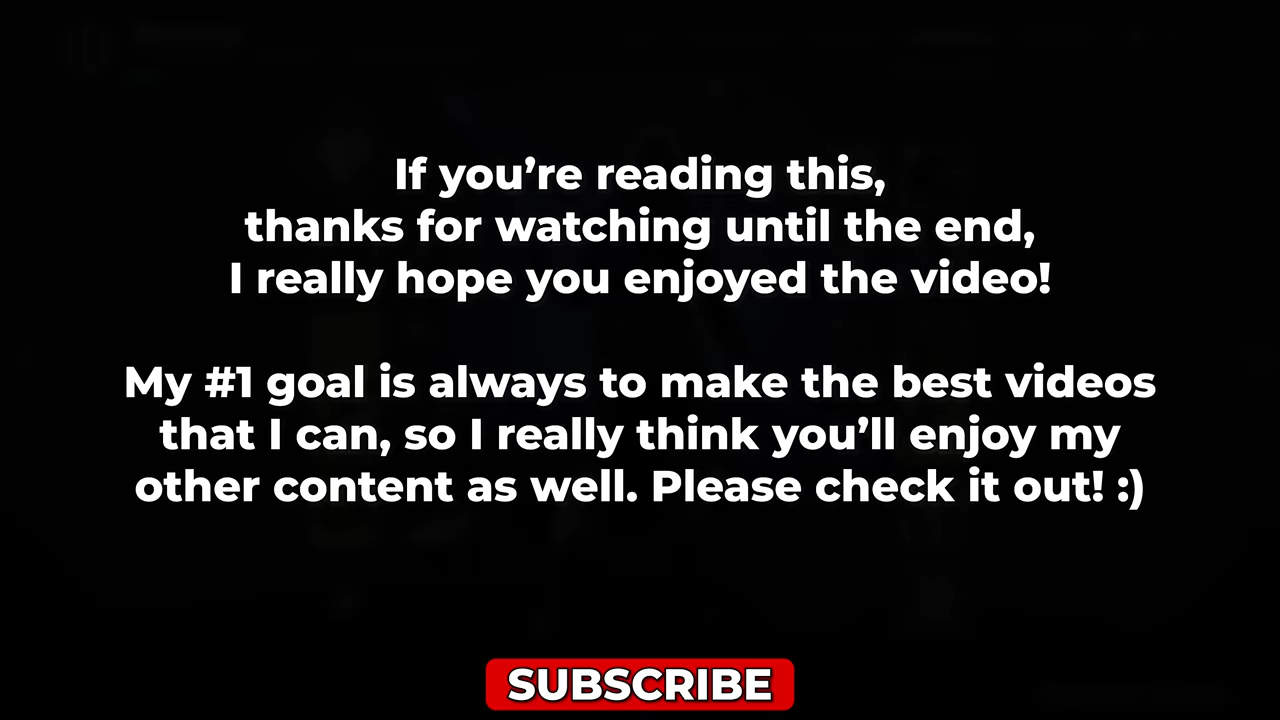 If you’re reading this,
thanks for watching until the end,
I really hope you enjoyed the video!
My #1 goal is always to make the best videos
that I can, so I really think you’ll enjoy my
other content as well. Please check it out! :)
SUBSCRIBE